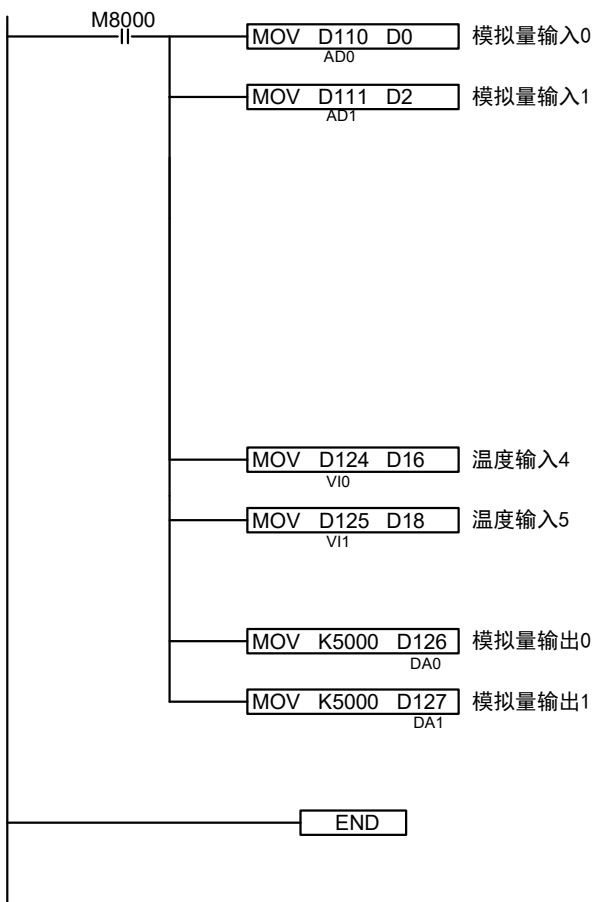 M8000
MOV D110 D0 模拟量输入0
AD0
MOV D111 D2 模拟量输入1
AD1
MOV D124 D16 温度输入4
VI0
MOV D125 D18 温度输入5
VI1
MOV K5000 D126 模拟量输出0
DA0
MOV K5000 D127 模拟量输出1
DA1
END